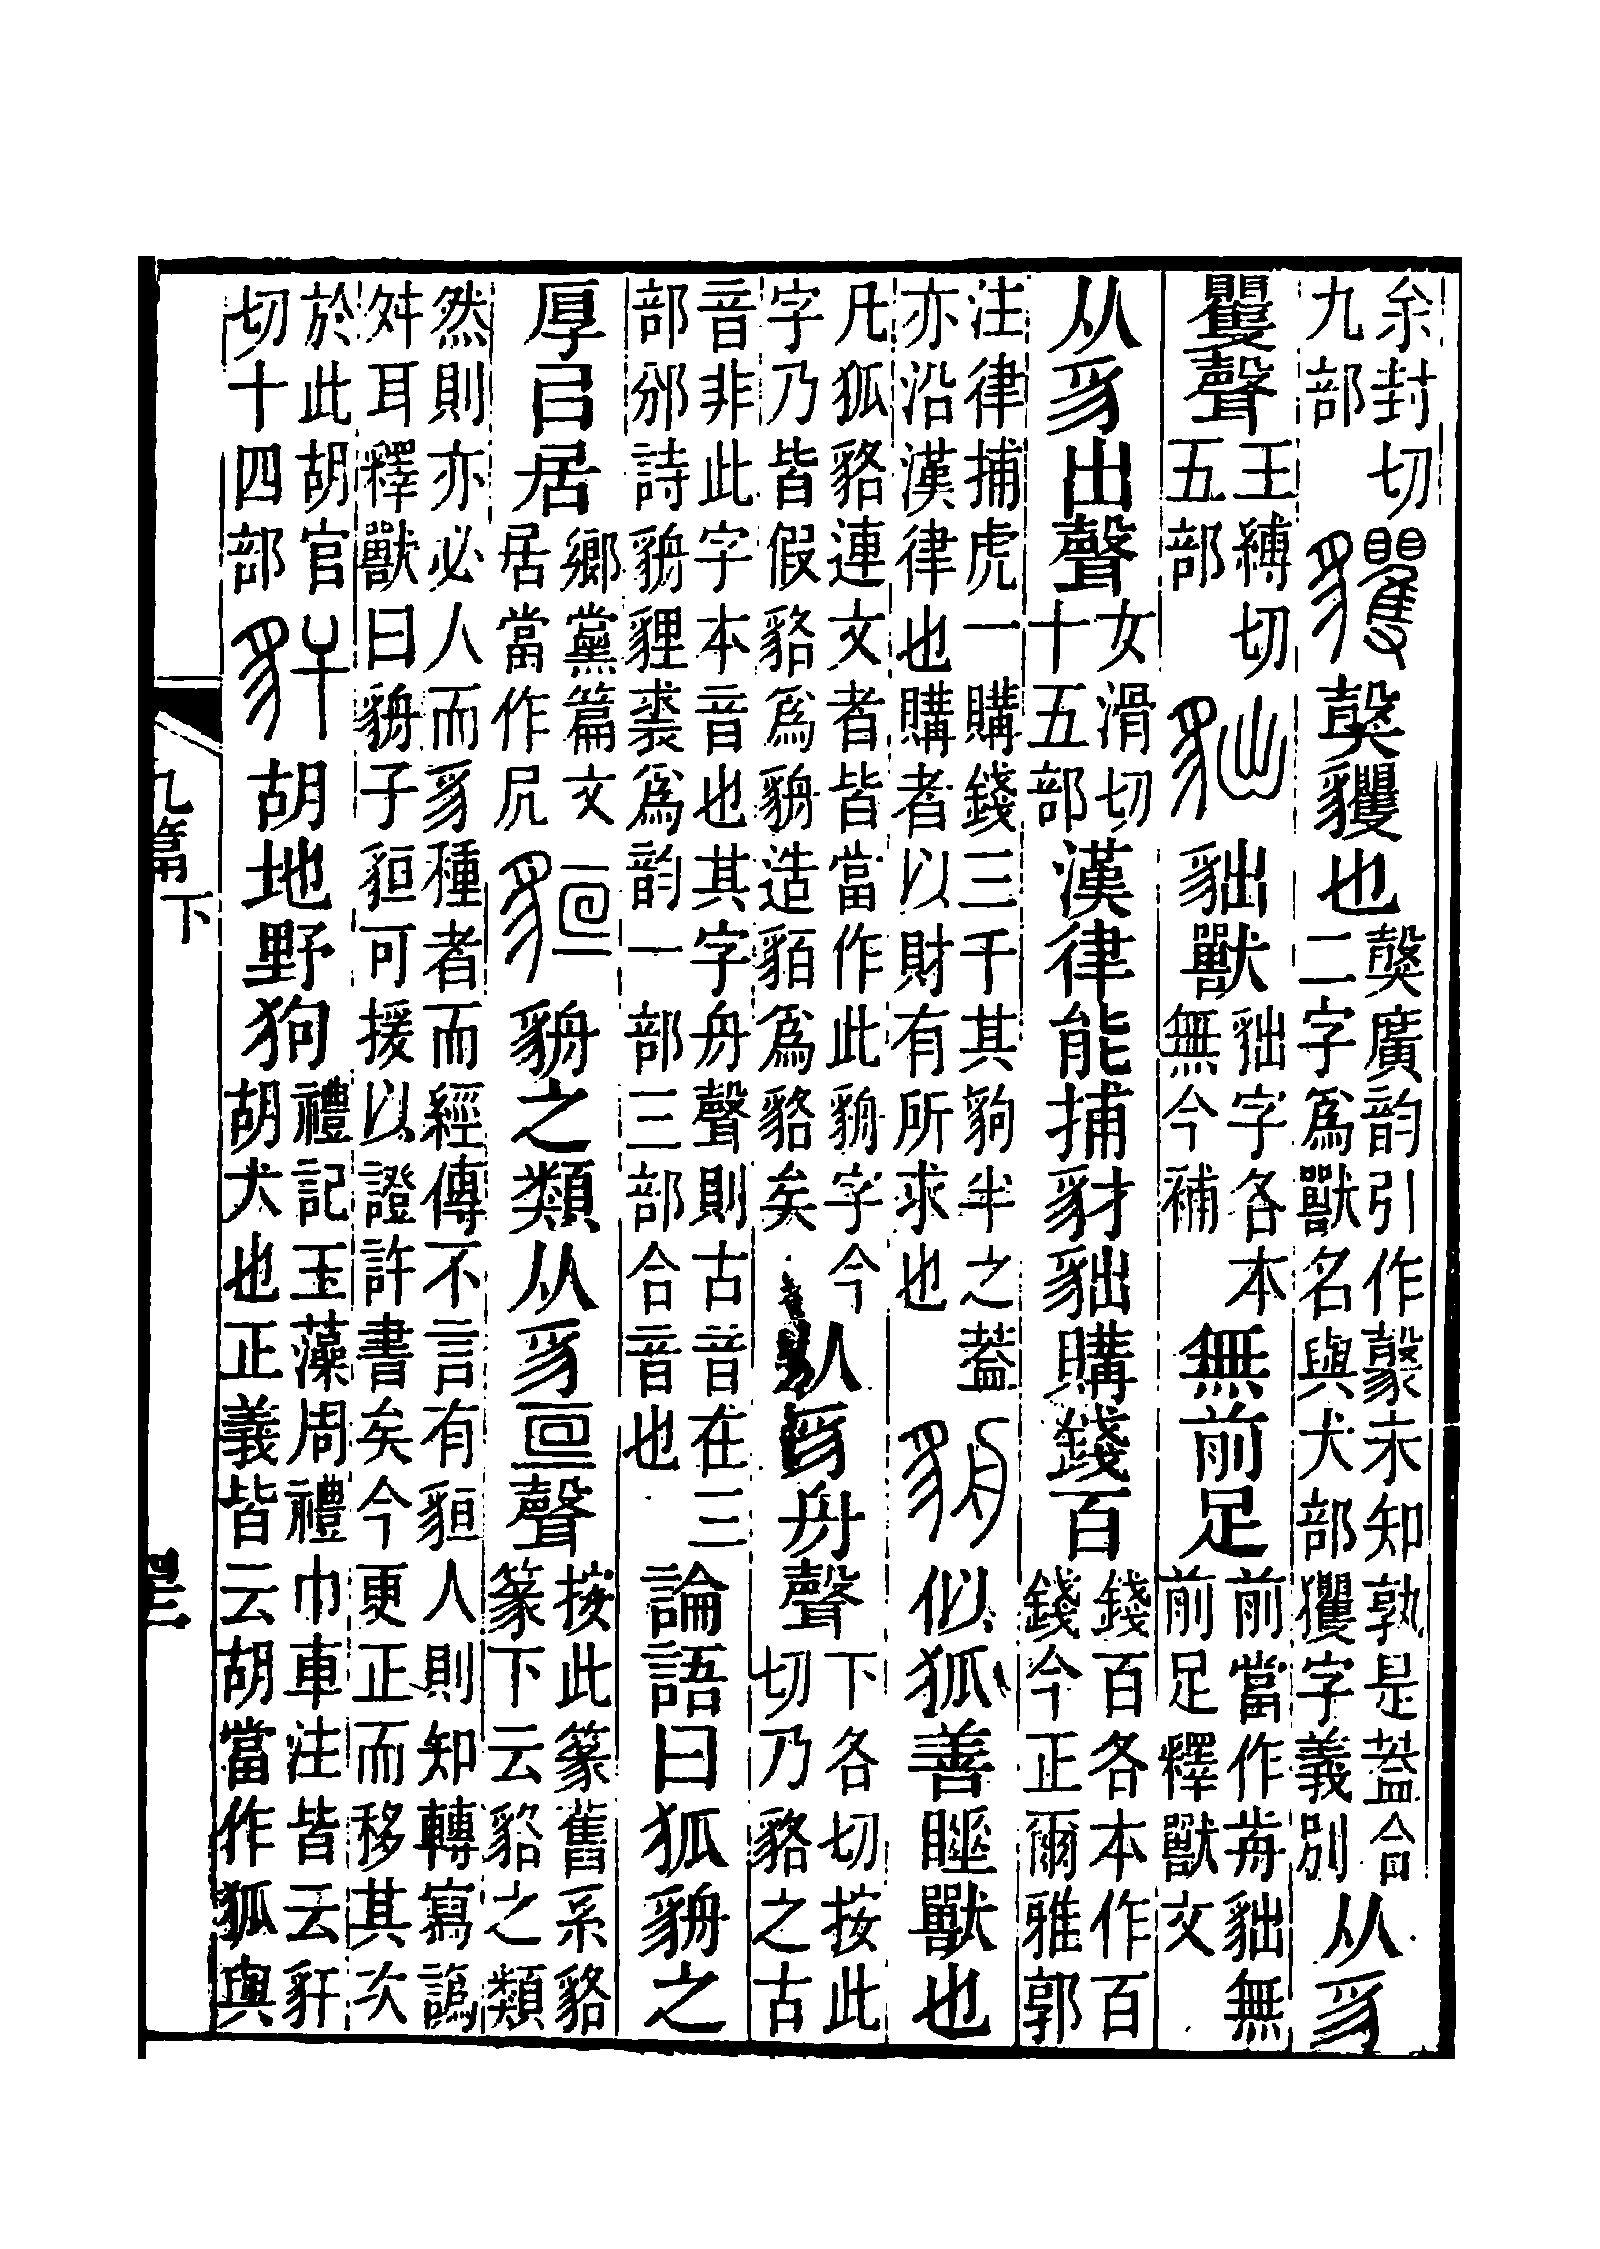 余封切九部貜㺉貜也㺉廣韵引作豰未知孰是蓋合二字爲獸名與犬部玃字義別从豸
矍聲王縛切五部貀貀獸貀字各本無今補無前足前當作歬貀無前足釋獸文
从豸出聲女滑切十五部漢律能捕豺貀購錢百錢百各本作百錢今正爾雅郭
注律捕虎一購錢三千其豿半之蓋亦沿漢律也購者以財有所求也貈似狐善睡獸也
凡狐貉連文者皆當作此貈字今字乃皆假貉爲貈造貊爲貉矣从豸舟聲下各切按此切乃貉之古
音非此字本音也其字舟聲則古音在三部邠詩貈貍裘爲韵一部三部合音也論語曰狐貈之
厚㠯居鄉黨篇文居當作凥貆貈之類从豸亘聲按此篆舊系貉篆下云貉之類
然則亦必人而豸種者而經傳不言有貆人則知轉寫譌舛耳釋獸曰貈子貆可援以證許書矣今更正而移其次
於此胡官切十四部豻胡地野狗禮記玉藻周禮巾車注皆云豻胡犬也正義皆云胡當作狐與
九篇下